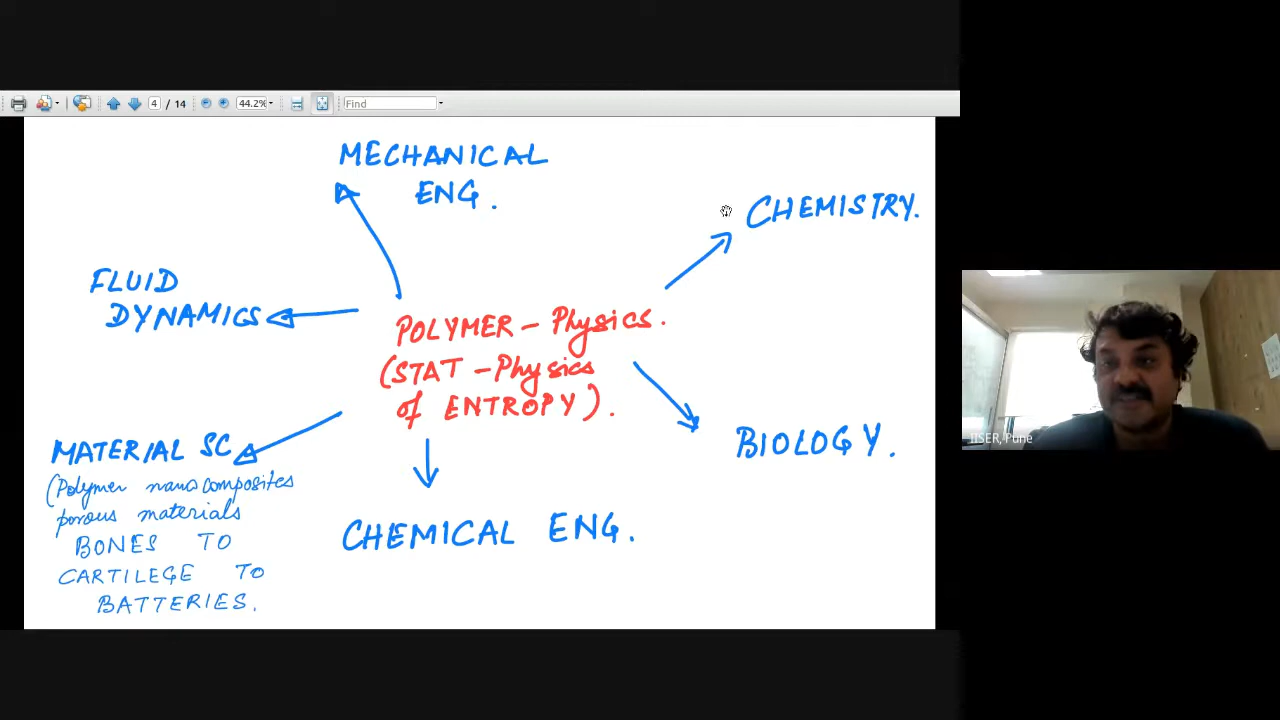 4 / 14
44.2%
Find
MECHANICAL
ENG.
CHEMISTRY.
FLUID
DYNAMICS
POLYMER - Physics.
(STAT - Physics
of ENTROPY).
MATERIAL SC
(Polymer nanocomposites
porous materials
BONES TO
CARTILEGE TO
BATTERIES.
BIOLOGY.
CHEMICAL ENG.
IISER, Pune